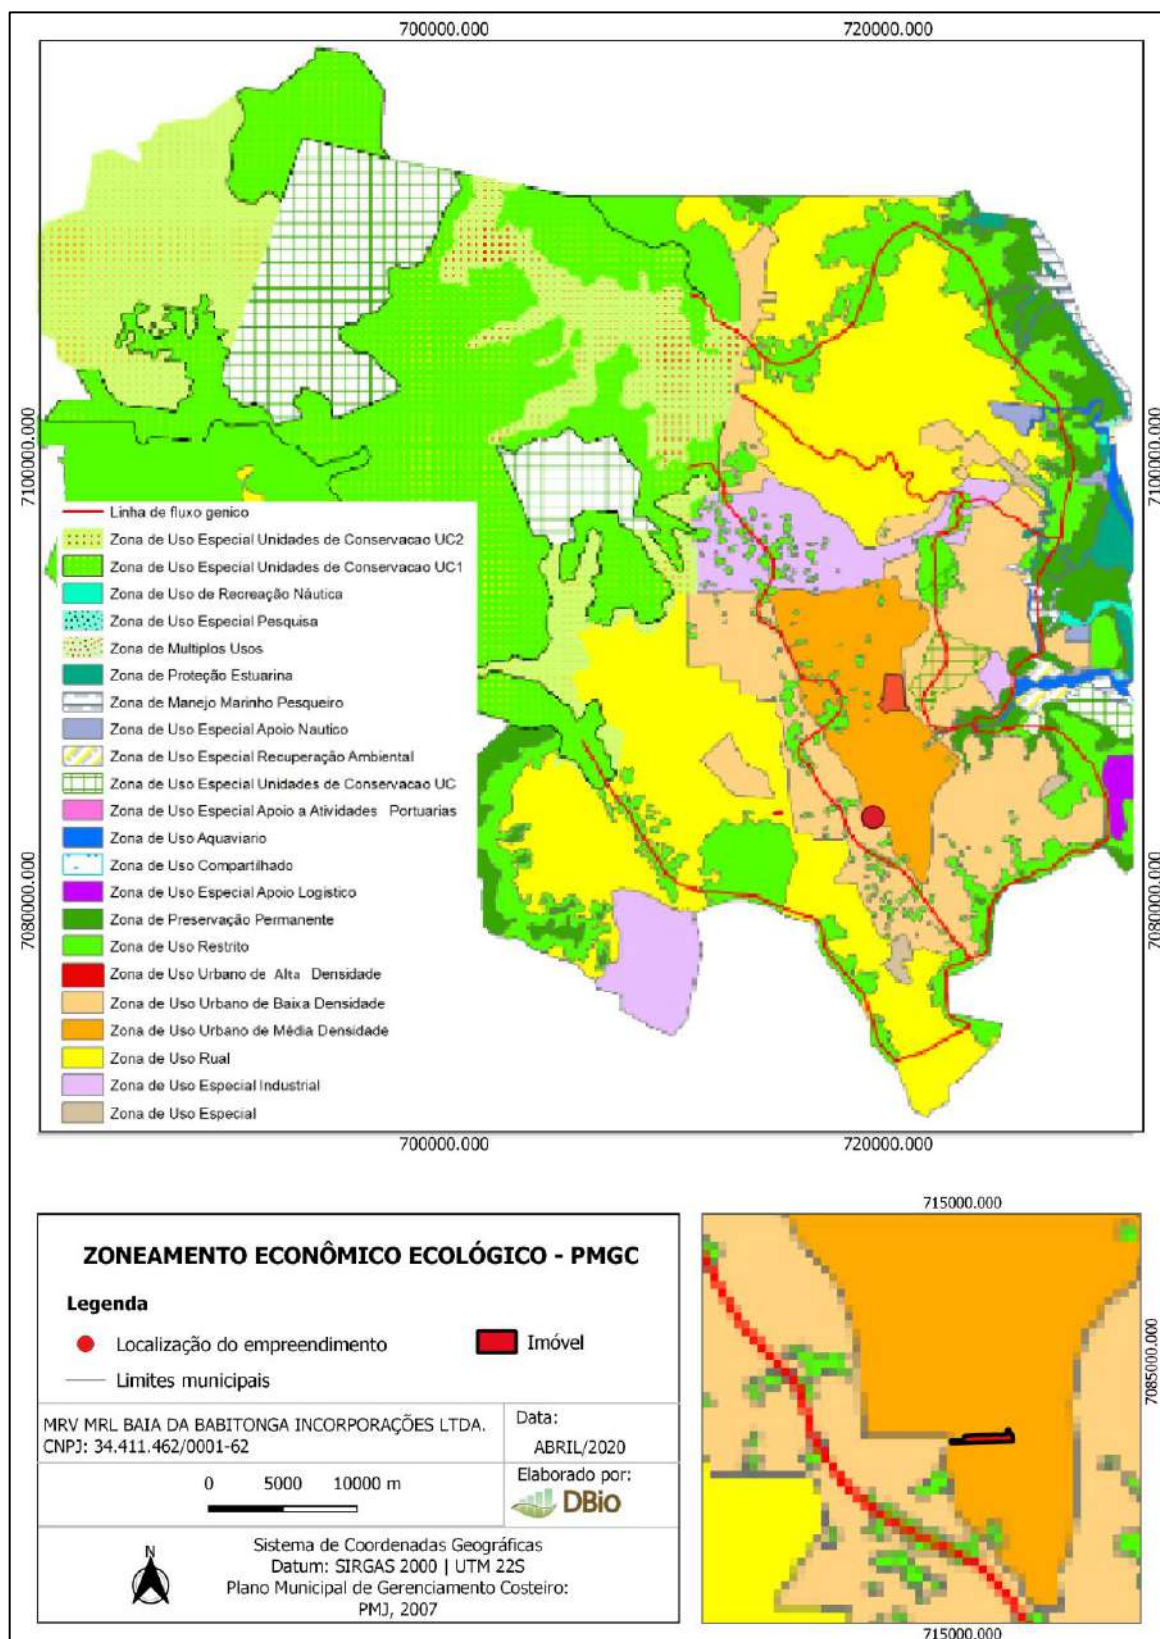 700000.000
720000.000
7100000.000
7100000.000
Linha de fluxo genico
Zona de Uso Especial Unidades de Conservacao UC2
Zona de Uso Especial Unidades de Conservacao UC1
Zona de Uso de Recreação Náutica
Zona de Uso Especial Pesquisa
Zona de Multiplos Usos
Zona de Proteção Estuarina
Zona de Manejo Marinho Pesqueiro
Zona de Uso Especial Apoio Nautico
Zona de Uso Especial Recuperação Ambiental
Zona de Uso Especial Unidades de Conservação UC
Zona de Uso Especial Apoio a Atividades Portuarias
Zona de Uso Aquaviario
Zona de Uso Compartilhado
Zona de Uso Especial Apoio Logistico
Zona de Preservação Permanente
Zona de Uso Restrito
Zona de Uso Urbano de Alta Densidade
Zona de Uso Urbano de Baixa Densidade
Zona de Uso Urbano de Média Densidade
Zona de Uso Rual
Zona de Uso Especial Industrial
Zona de Uso Especial
7080000.000
7080000.000
700000.000
720000.000
ZONEAMENTO ECONÔMICO ECOLÓGICO - PMGC
Legenda
Localização do empreendimento
Imóvel
Limites municipais
MRV MRL BAIA DA BABITONGA INCORPORAÇÕES LTDA.
CNPJ: 34.411.462/0001-62
Data:
ABRIL/2020
0 5000 10000 m
Elaborado por:
DBio
N
Sistema de Coordenadas Geográficas
Datum: SIRGAS 2000 | UTM 22S
Plano Municipal de Gerenciamento Costeiro:
PMJ, 2007
715000.000
7085000.000
715000.000